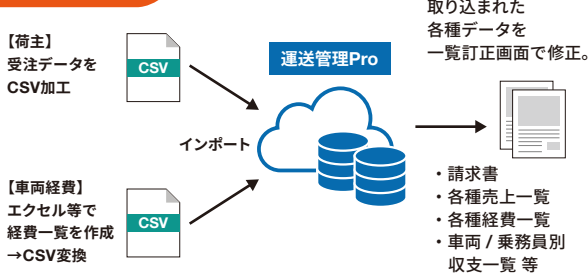 【荷主】
受注データを
CSV加工
CSV
【車両経費】
エクセル等で
経費一覧を作成
→CSV変換
CSV
インポート
運送管理Pro
取り込まれた
各種データを
一覧訂正画面で修正。
・請求書
・各種売上一覧
・各種経費一覧
・車両 / 乗務員別
収支一覧 等